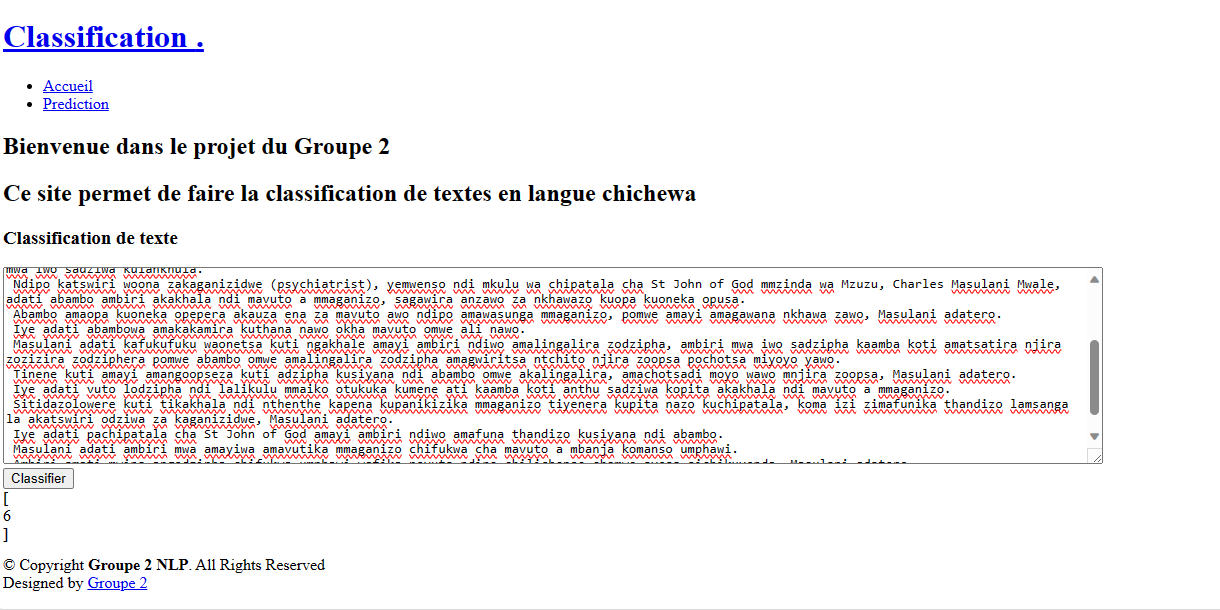 Classification .
Accueil
Prediction
Bienvenue dans le projet du Groupe 2
Ce site permet de faire la classification de textes en langue chichewa
Classification de texte
mwa iwo sadziwa kulankhula.
Ndipo katswiri woona zakaganizidwe (psychiatrist), yemwenso ndi mkulu wa chipatala cha St John of God mmzinda wa Mzuzu, Charles Masulani Mwale,
adati abambo ambiri akakhala ndi mavuto a mmaganizo, sagawira anzawo za nkhawazo kuopa kuoneka opusa.
Abambo amaopa kuoneka opepera akauza ena za mavuto awo ndipo amawasunga mmaganizo, pomwe amayi amagawana nkhawa zawo, Masulani adatero.
Iye adati abambowa amakakamira kuthana nawo okha mavuto omwe ali nawo.
Masulani adati kafukufuku waonetsa kuti ngakhale amayi ambiri ndiwo amalingalira zodzipha, ambiri mwa iwo sadzipha kaamba koti amatsatira njira
zozizira zodziphera pomwe abambo omwe amalingalira zodzipha amagwiritsa ntchito njira zoopsa pochotsa miyoyo yawo.
Tinene kuti amayi amangoopseza kuti adzipha kusiyana ndi abambo omwe akalingalira, amachotsadi moyo wawo mnjira zoopsa, Masulani adatero.
Iye adati vuto lodzipha ndi lalikulu mmaiko otukuka kumene ati kaamba koti anthu sadziwa kopita akakhala ndi mavuto a mmaganizo.
Sitidazolowere kuti tikakhala ndi nthenthe kapena kupanikizika mmaganizo tiyenera kupita nazo kuchipatala, koma izi zimafunika thandizo lamsanga
la akatswiri odziwa za kaganizidwe, Masulani adatero.
Iye adati pachipatala cha St John of God amayi ambiri ndiwo amafuna thandizo kusiyana ndi abambo.
Masulani adati ambiri mwa amayiwa amavutika mmaganizo chifukwa cha mavuto a mbanja komanso umphawi.
Classifier
[
6
]
© Copyright Groupe 2 NLP. All Rights Reserved
Designed by Groupe 2